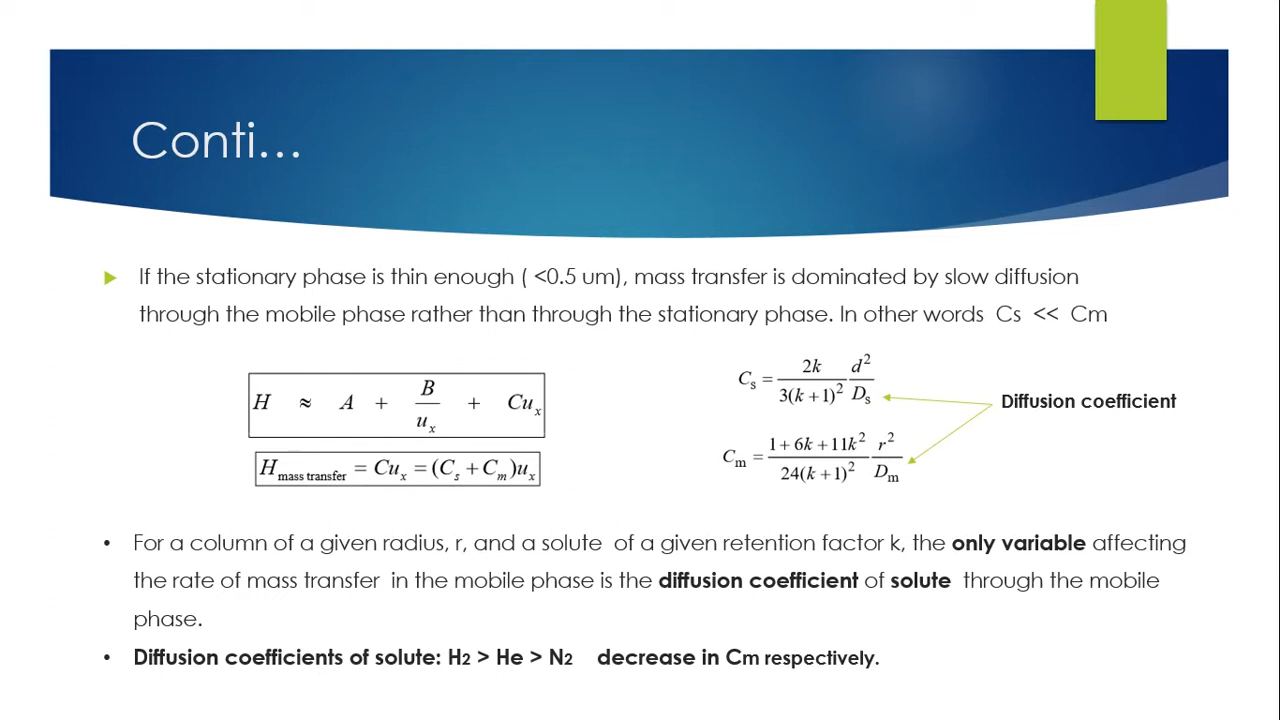 Conti…
If the stationary phase is thin enough ( <0.5 um), mass transfer is dominated by slow diffusion
through the mobile phase rather than through the stationary phase. In other words Cs << Cm
H ≈ A + B/uₓ + Cuₓ
H_mass transfer = Cuₓ = (C_s + C_m)uₓ
C_s = 2k/3(k+1)² d²/D_s
C_m = 1+6k+11k²/24(k+1)² r²/D_m
Diffusion coefficient
• For a column of a given radius, r, and a solute of a given retention factor k, the only variable affecting
the rate of mass transfer in the mobile phase is the diffusion coefficient of solute through the mobile
phase.
• Diffusion coefficients of solute: H2 > He > N2 decrease in Cm respectively.